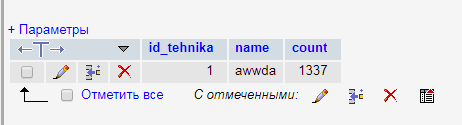 + Параметры
id_tehnika name count
1 awwda 1337
Отметить все С отмеченными: